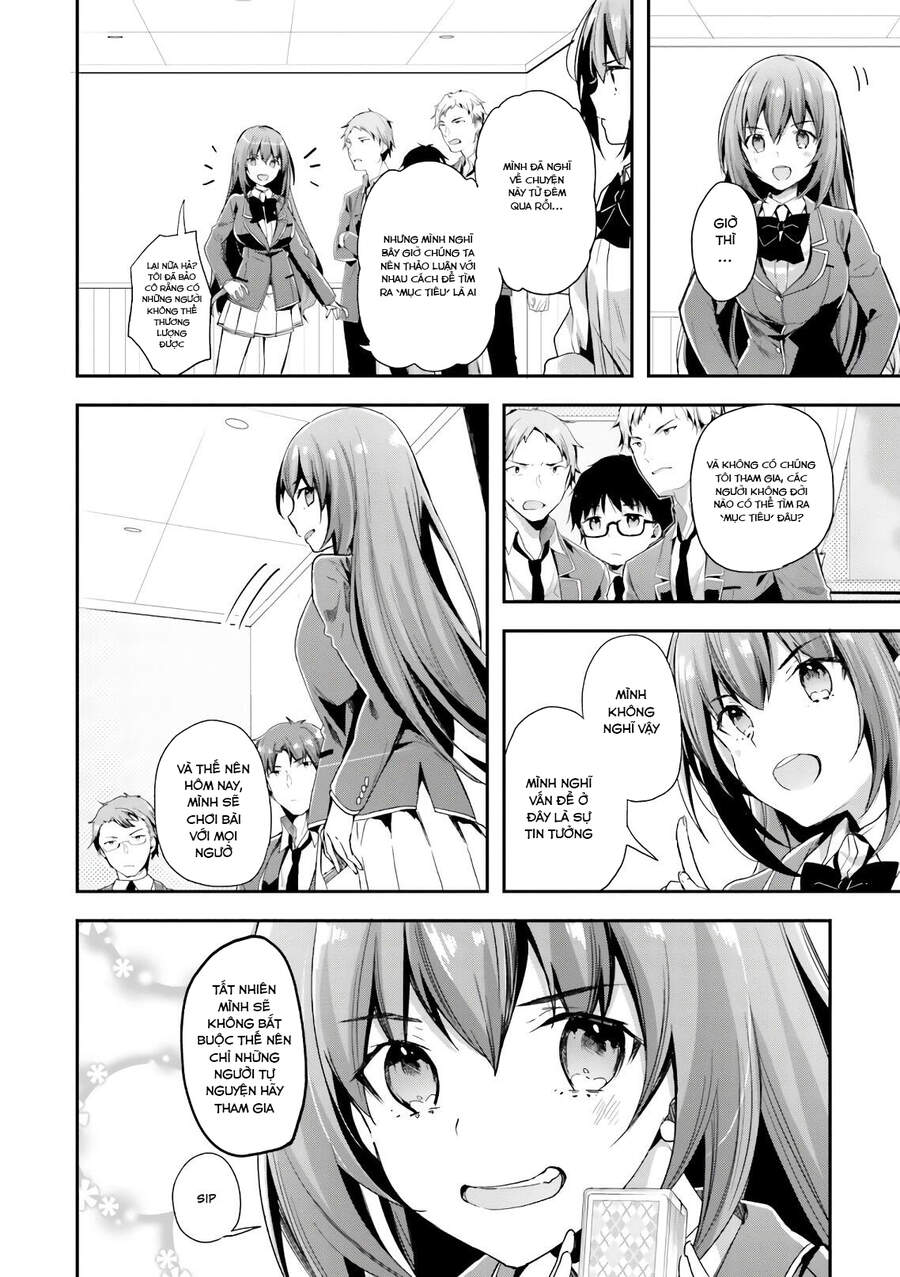 GIỜ
THÌ
...
MÌNH ĐÃ NGHĨ
VỀ CHUYỆN
NÀY TỪ ĐÊM
QUA RỒI...
NHƯNG MÌNH NGHĨ
BÂY GIỜ CHÚNG TA
NÊN THẢO LUẬN VỚI
NHAU CÁCH ĐỂ TÌM
RA 'MỤC TIÊU' LÀ AI
LẠI NỮA HẢ?
TÔI ĐÃ BẢO
CÓ RẰNG CÓ
NHỮNG NGƯỜI
KHÔNG THỂ
THƯƠNG
LƯỢNG
ĐƯỢC
VÀ KHÔNG CÓ CHÚNG
TÔI THAM GIA, CÁC
NGƯỜI KHÔNG ĐỜI
NÀO CÓ THỂ TÌM RA
'MỤC TIÊU' ĐÂU?
MÌNH
KHÔNG
NGHĨ VẬY
MÌNH NGHĨ
VẤN ĐỀ Ở
ĐÂY LÀ SỰ
TIN TƯỞNG
VÀ THẾ NÊN
HÔM NAY,
MÌNH SẼ
CHƠI BÀI
VỚI MỌI
NGƯỜ
TẤT NHIÊN
MÌNH SẼ
KHÔNG BẮT
BUỘC THẾ NÊN
CHỈ NHỮNG
NGƯỜI TỰ
NGUYỆN HÃY
THAM GIA
SIP